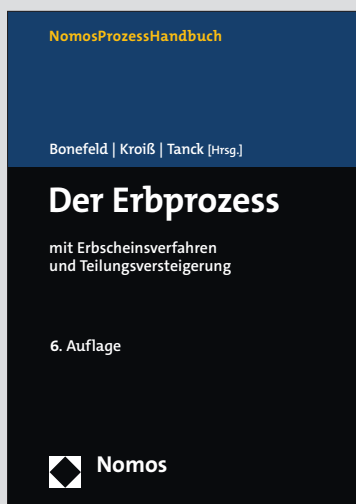 NomosProzessHandbuch
Bonefeld | Kroiß | Tanck [Hrsg.]
Der Erbprozess
mit Erbscheinsverfahren
und Teilungsversteigerung
6. Auflage
Nomos